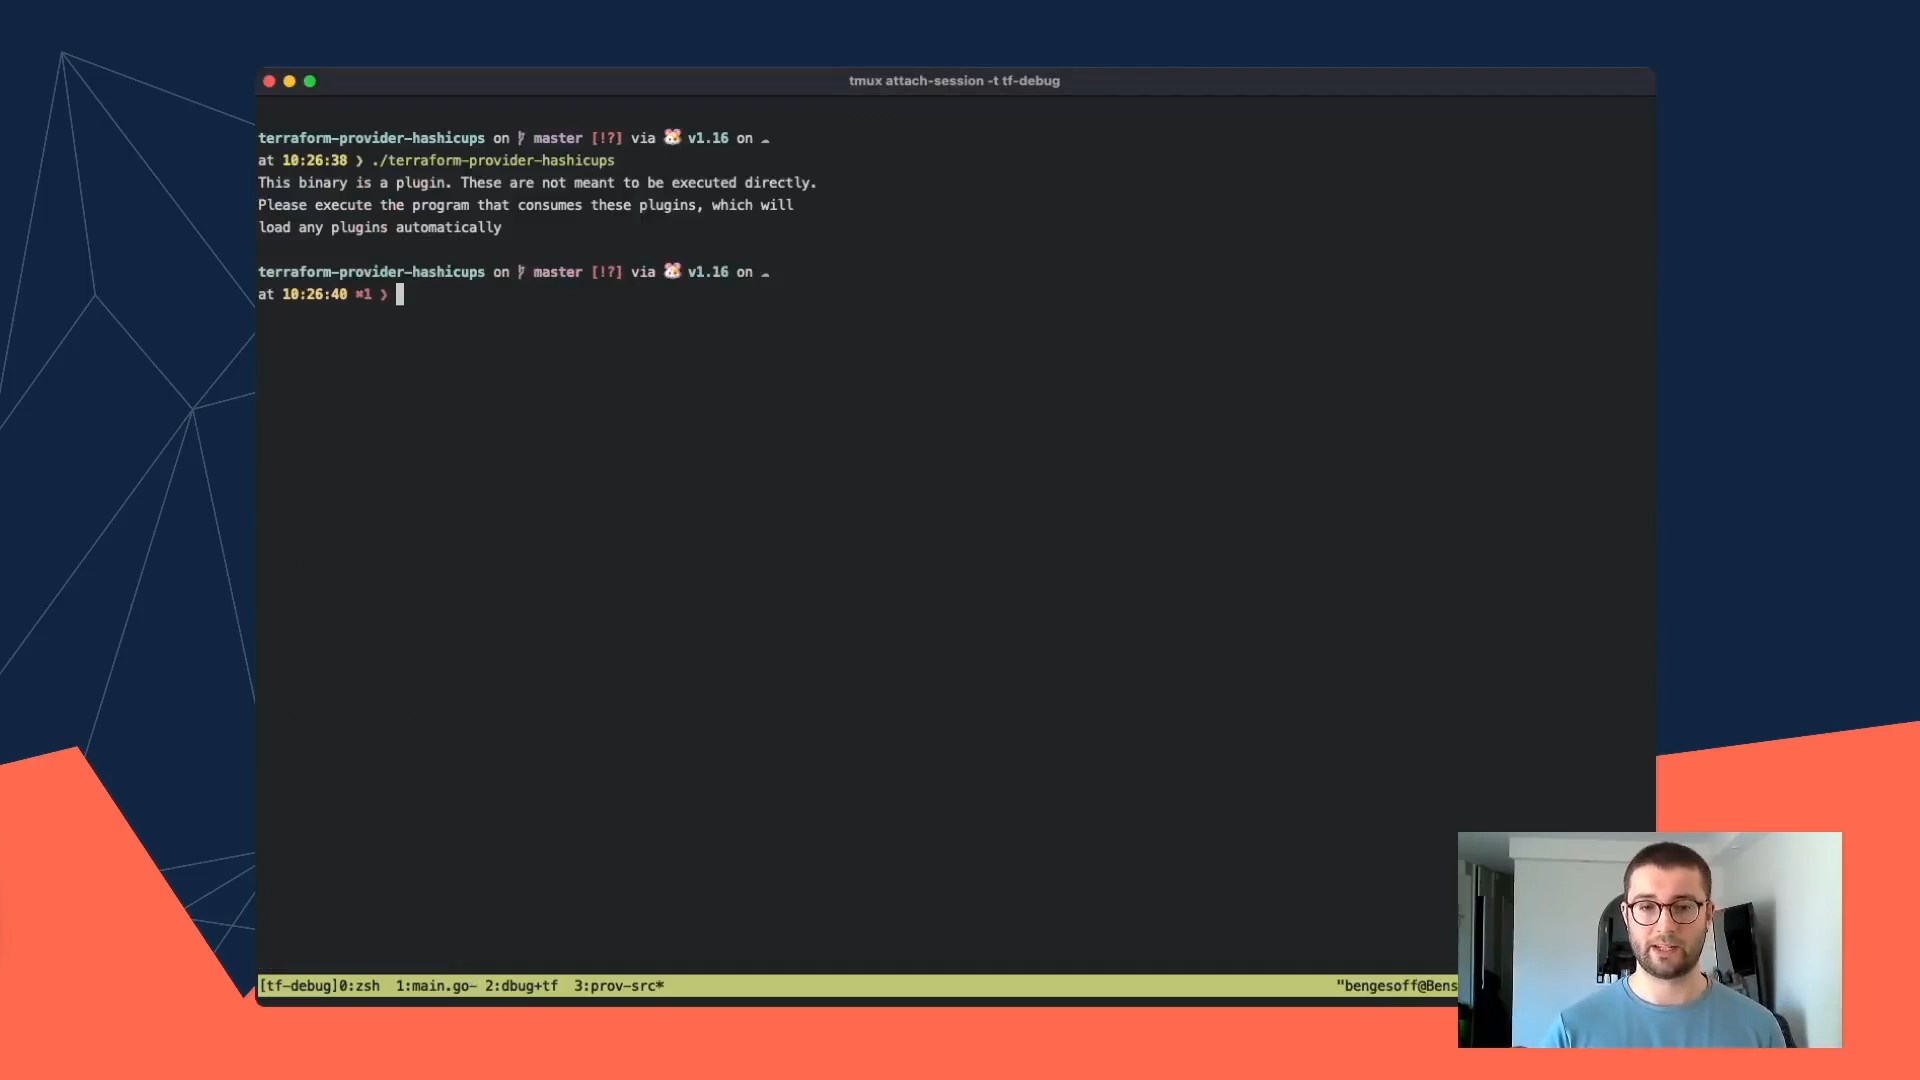 tmux attach-session -t tf-debug
terraform-provider-hashicups on master [!?] via v1.16 on
at 10:26:38 ❯ ./terraform-provider-hashicups
This binary is a plugin. These are not meant to be executed directly.
Please execute the program that consumes these plugins, which will
load any plugins automatically
terraform-provider-hashicups on master [!?] via v1.16 on
at 10:26:40 ✖1 ❯
[tf-debug]0:zsh 1:main.go- 2:dbug+tf 3:prov-src* "bengesoff@Bens